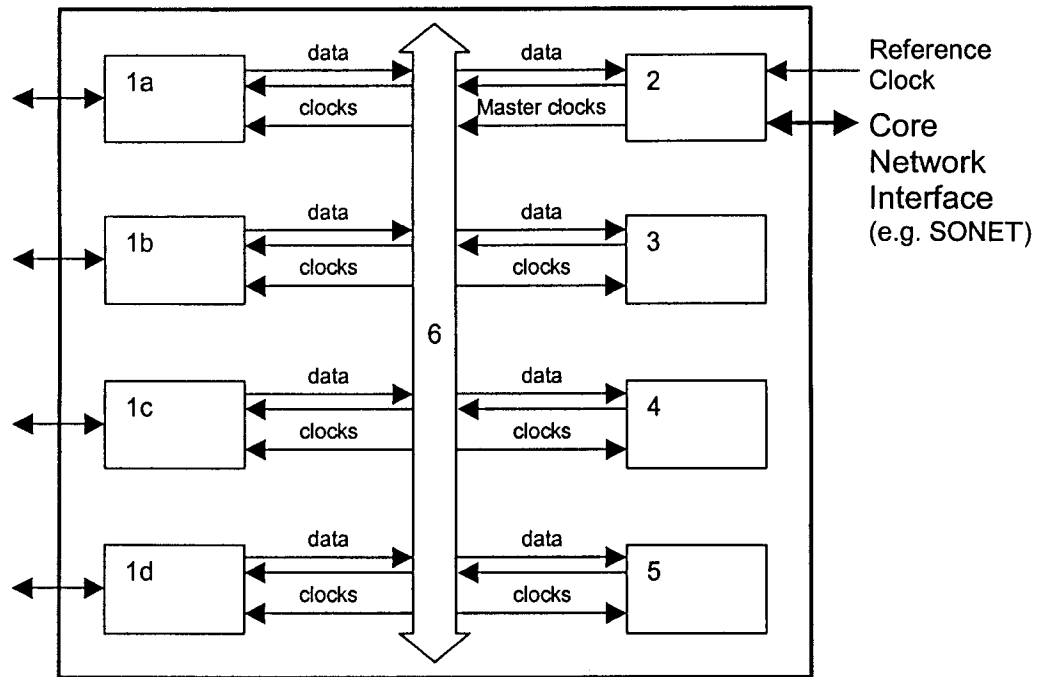 data
data
1a
2
Reference
Clock
clocks
Master clocks
Core
Network
Interface
(e.g. SONET)
data
data
1b
3
clocks
clocks
6
data
data
1c
4
clocks
clocks
data
data
1d
5
clocks
clocks